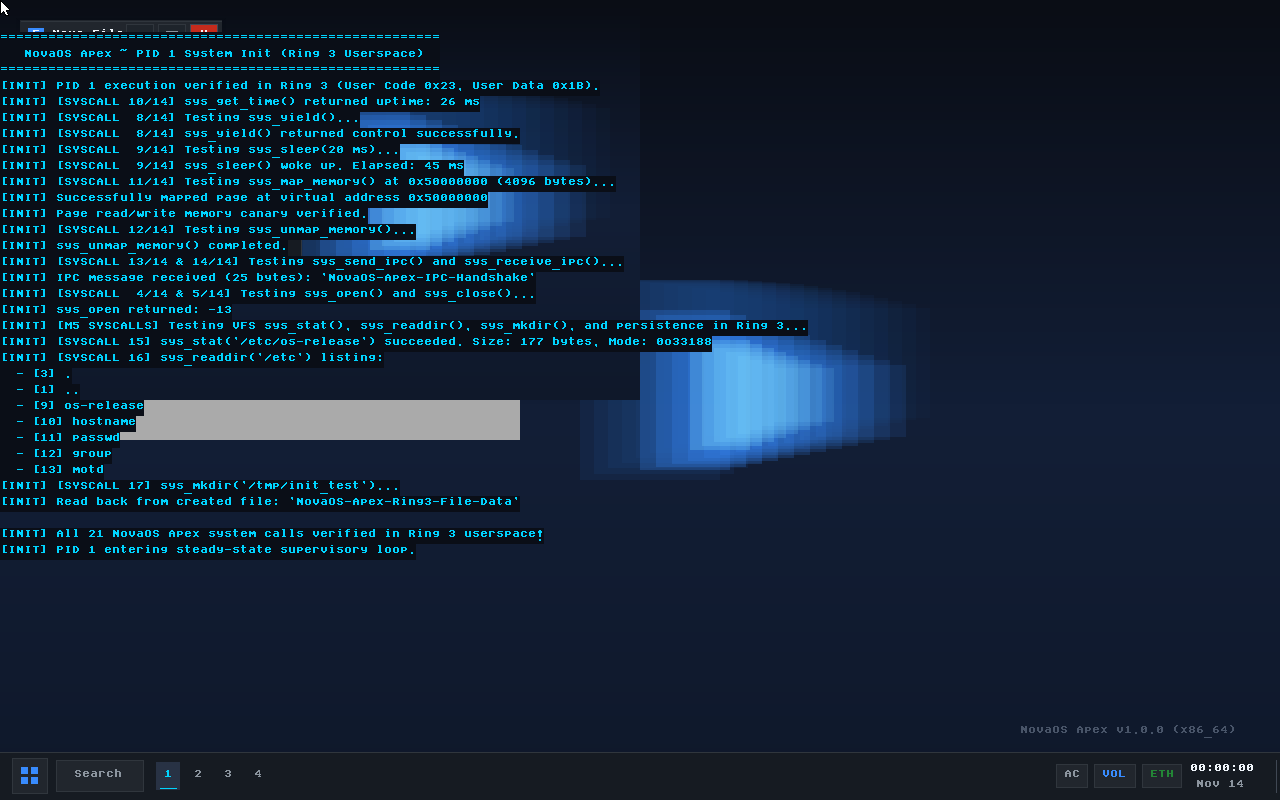 ========================================================
NovaOS Apex ~ PID 1 System Init (Ring 3 Userspace)
========================================================
[INIT] PID 1 execution verified in Ring 3 (User Code 0x23, User Data 0x1B).
[INIT] [SYSCALL 10/14] sys_get_time() returned uptime: 26 ms
[INIT] [SYSCALL  8/14] Testing sys_yield()...
[INIT] [SYSCALL  8/14] sys_yield() returned control successfully.
[INIT] [SYSCALL  9/14] Testing sys_sleep(20 ms)...
[INIT] [SYSCALL  9/14] sys_sleep() woke up. Elapsed: 45 ms
[INIT] [SYSCALL 11/14] Testing sys_map_memory() at 0x50000000 (4096 bytes)...
[INIT] Successfully mapped page at virtual address 0x50000000
[INIT] Page read/write memory canary verified.
[INIT] [SYSCALL 12/14] Testing sys_unmap_memory()...
[INIT] sys_unmap_memory() completed.
[INIT] [SYSCALL 13/14 & 14/14] Testing sys_send_ipc() and sys_receive_ipc()...
[INIT] IPC message received (25 bytes): 'NovaOS-Apex-IPC-Handshake'
[INIT] [SYSCALL  4/14 & 5/14] Testing sys_open() and sys_close()...
[INIT] sys_open returned: -13
[INIT] [M5 SYSCALLS] Testing VFS sys_stat(), sys_readdir(), sys_mkdir(), and persistence in Ring 3...
[INIT] [SYSCALL 15] sys_stat('/etc/os-release') succeeded. Size: 177 bytes, Mode: 0o33188
[INIT] [SYSCALL 16] sys_readdir('/etc') listing:
- [3] .
- [1] ..
- [9] os-release
- [10] hostname
- [11] passwd
- [12] group
- [13] motd
[INIT] [SYSCALL 17] sys_mkdir('/tmp/init_test')...
[INIT] Read back from created file: 'NovaOS-Apex-Ring3-File-Data'
[INIT] All 21 NovaOS Apex system calls verified in Ring 3 userspace!
[INIT] PID 1 entering steady-state supervisory loop.
NovaOS Apex v1.0.0 (x86_64)
Search 1 2 3 4 AC VOL ETH 00:00:00
Nov 14